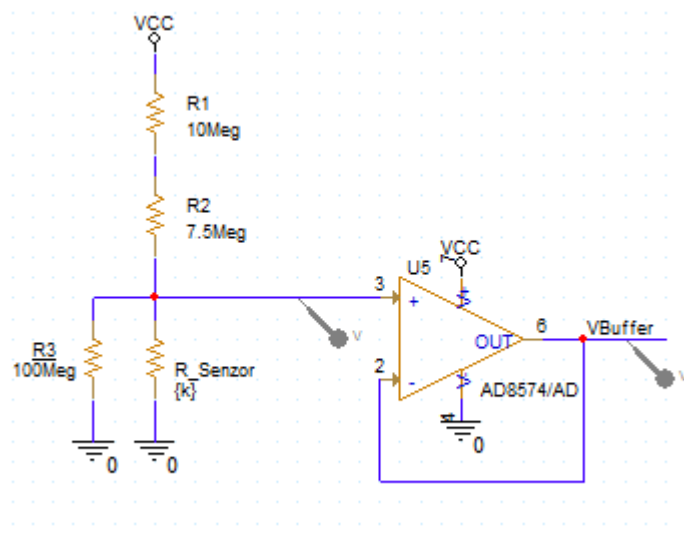 VCC
R1
10Meg
R2
7.5Meg
R3
100Meg
R_Senzor
{k}
0
0
V
VCC
U5
3
+
2
-
OUT
6
VBuffer
V
V
V
AD8574/AD
4
0